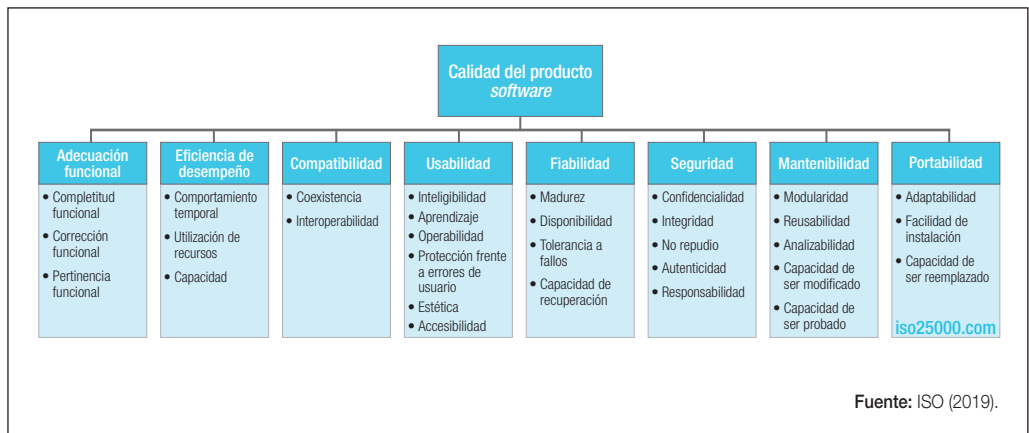 Calidad del producto
software
Adecuación
funcional
• Completitud
funcional
• Corrección
funcional
• Pertinencia
funcional
Eficiencia de
desempeño
• Comportamiento
temporal
• Utilización de
recursos
• Capacidad
Compatibilidad
• Coexistencia
• Interoperabilidad
Usabilidad
• Inteligibilidad
• Aprendizaje
• Operabilidad
• Protección frente
a errores de
usuario
• Estética
• Accesibilidad
Fiabilidad
• Madurez
• Disponibilidad
• Tolerancia a
fallos
• Capacidad de
recuperación
Seguridad
• Confidencialidad
• Integridad
• No repudio
• Autenticidad
• Responsabilidad
Mantenibilidad
• Modularidad
• Reusabilidad
• Analizabilidad
• Capacidad de
ser modificado
• Capacidad de
ser probado
Portabilidad
• Adaptabilidad
• Facilidad de
instalación
• Capacidad de
ser reemplazado
iso25000.com
Fuente: ISO (2019).